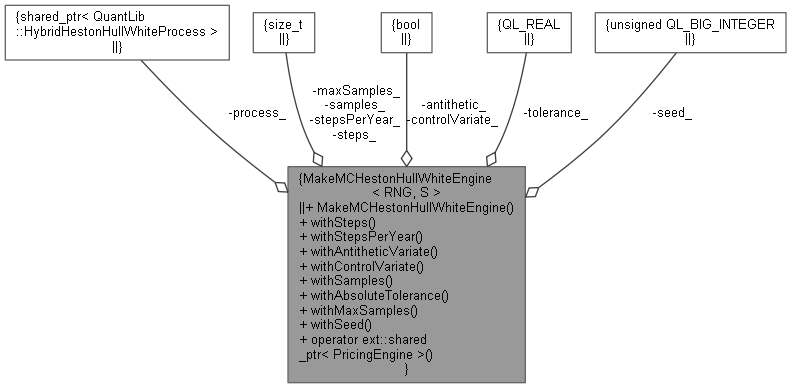 {shared_ptr< QuantLib
::HybridHestonHullWhiteProcess >
||}
{size_t
||}
{bool
||}
{QL_REAL
||}
{unsigned QL_BIG_INTEGER
||}
-process_
-maxSamples_
-samples_
-stepsPerYear_
-steps_
-antithetic_
-controlVariate_
-tolerance_
-seed_
{MakeMCHestonHullWhiteEngine
< RNG, S >
||+ MakeMCHestonHullWhiteEngine()
+ withSteps()
+ withStepsPerYear()
+ withAntitheticVariate()
+ withControlVariate()
+ withSamples()
+ withAbsoluteTolerance()
+ withMaxSamples()
+ withSeed()
+ operator ext::shared
_ptr< PricingEngine >()
}